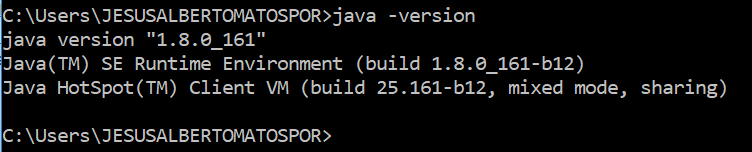 C:\Users\JESUSALBERTOMATOSPOR>java -version
java version "1.8.0_161"
Java(TM) SE Runtime Environment (build 1.8.0_161-b12)
Java HotSpot(TM) Client VM (build 25.161-b12, mixed mode, sharing)
C:\Users\JESUSALBERTOMATOSPOR>